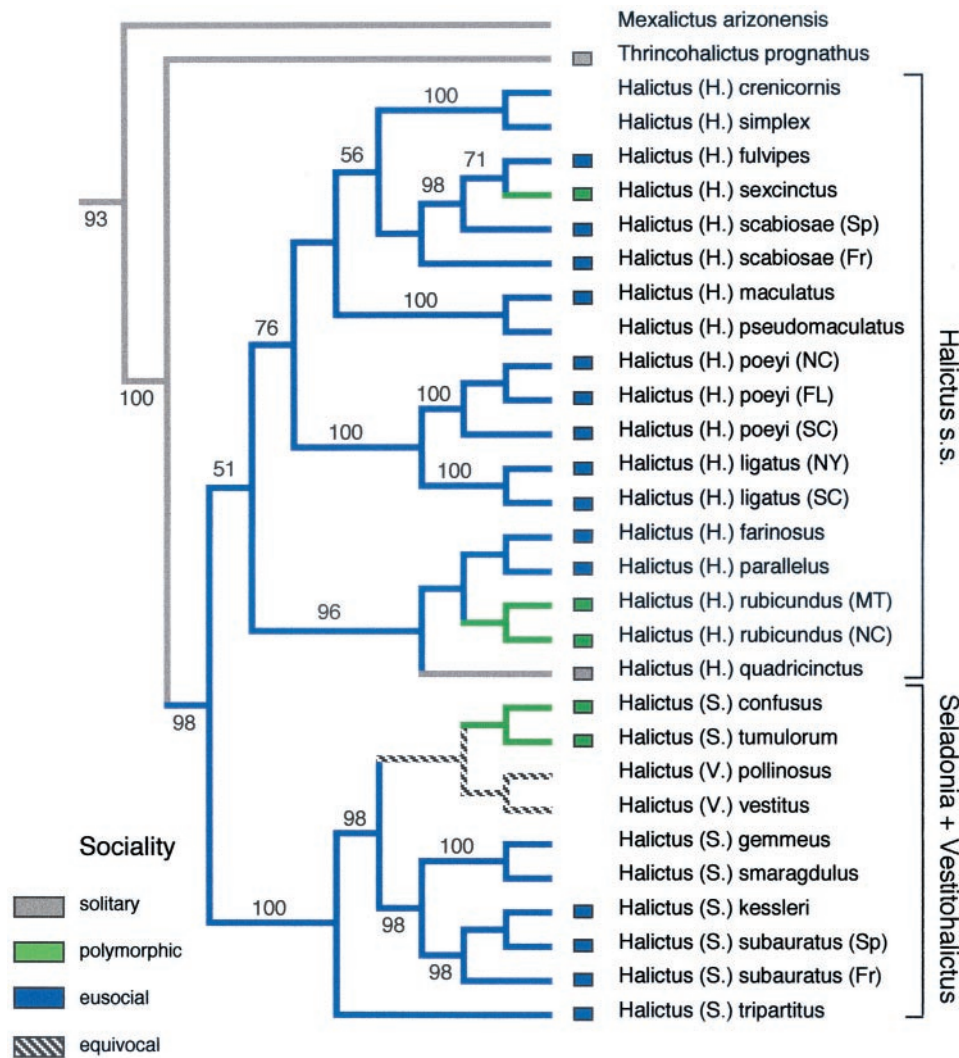 Mexalictus arizonensis
Thrincohalictus prognathus
Halictus (H.) crenicornis
100
Halictus (H.) simplex
56
71
Halictus (H.) fulvipes
98
Halictus (H.) sexcinctus
93
Halictus (H.) scabiosae (Sp)
Halictus (H.) scabiosae (Fr)
100
Halictus (H.) maculatus
76
Halictus (H.) pseudomaculatus
Halictus (H.) poeyi (NC)
100
100
Halictus (H.) poeyi (FL)
100
Halictus (H.) poeyi (SC)
51
100
Halictus (H.) ligatus (NY)
Halictus (H.) ligatus (SC)
Halictus (H.) farinosus
Halictus (H.) parallelus
96
Halictus (H.) rubicundus (MT)
Halictus (H.) rubicundus (NC)
Halictus (H.) quadricinctus
Halictus s.s.
98
Halictus (S.) confusus
Halictus (S.) tumulorum
Halictus (V.) pollinosus
Halictus (V.) vestitus
98
100
Halictus (S.) gemmeus
Halictus (S.) smaragdulus
100
98
Halictus (S.) kessleri
Halictus (S.) subauratus (Sp)
98
Halictus (S.) subauratus (Fr)
Halictus (S.) tripartitus
Seladonia + Vestitohalictus
Sociality
solitary
polymorphic
eusocial
equivocal